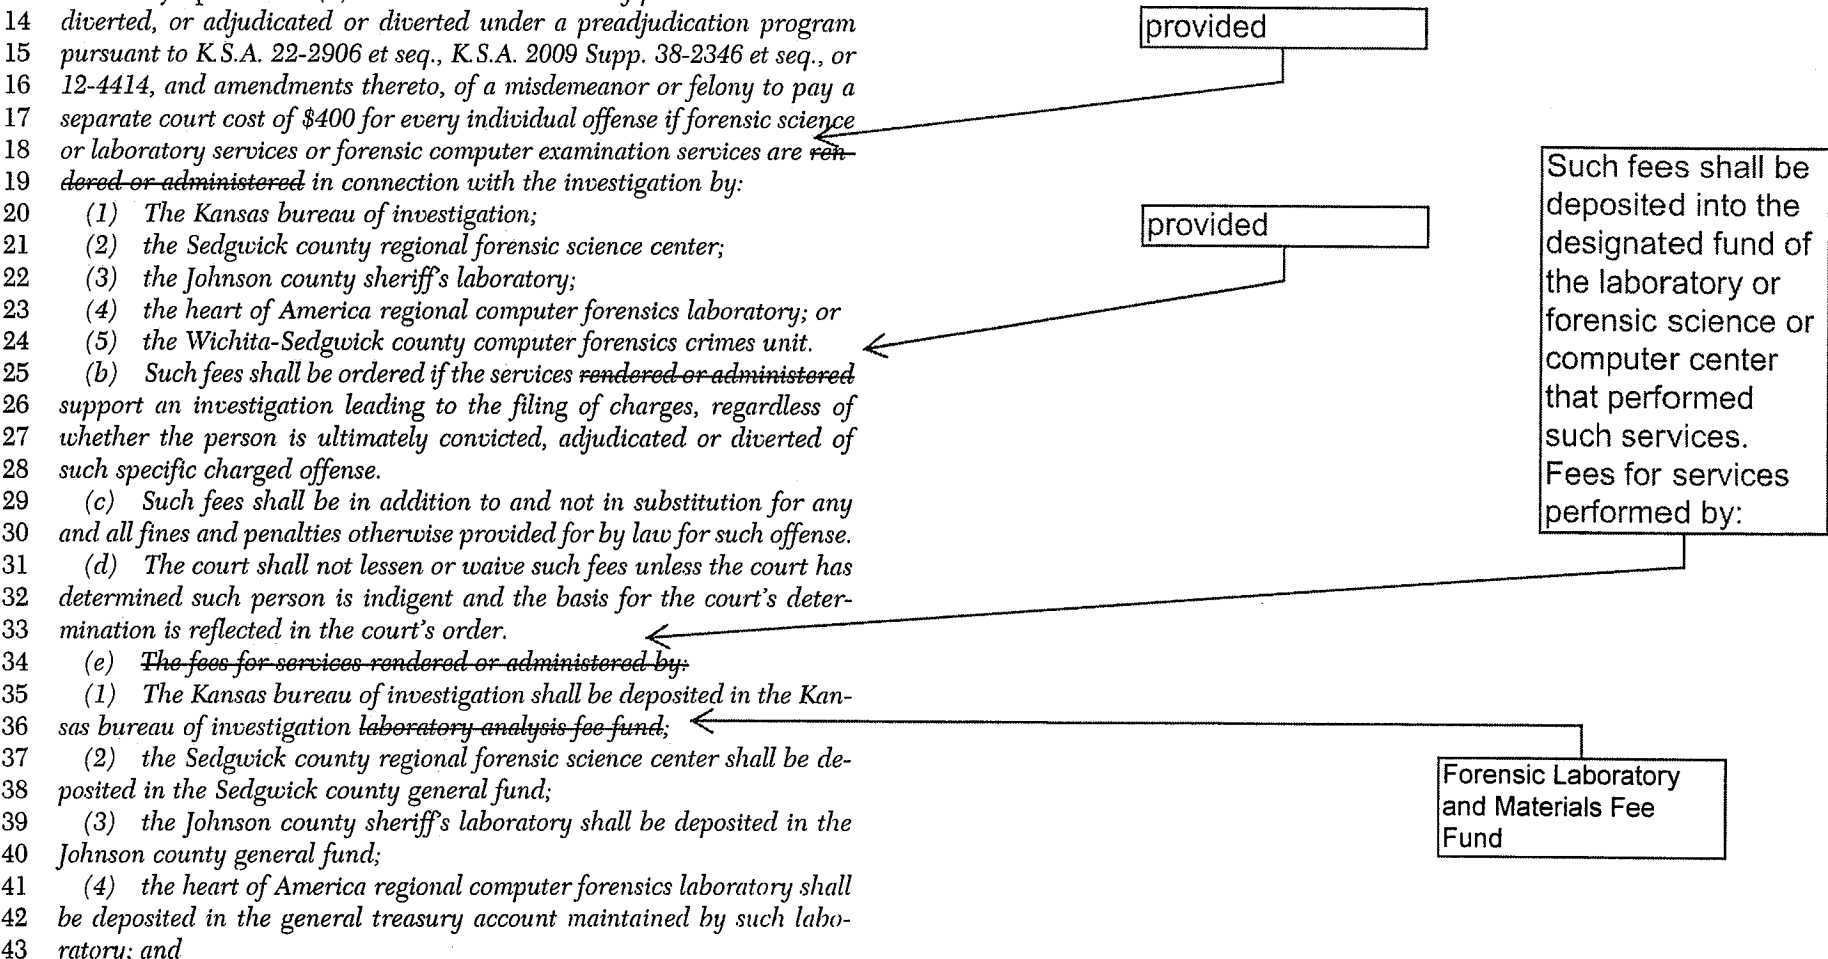 14 diverted, or adjudicated or diverted under a preadjudication program
15 pursuant to K.S.A. 22-2906 et seq., K.S.A. 2009 Supp. 38-2346 et seq., or
16 12-4414, and amendments thereto, of a misdemeanor or felony to pay a
17 separate court cost of $400 for every individual offense if forensic science
18 or laboratory services or forensic computer examination services are ren-
19 dered or administered in connection with the investigation by:
20 (1) The Kansas bureau of investigation;
21 (2) the Sedgwick county regional forensic science center;
22 (3) the Johnson county sheriff's laboratory;
23 (4) the heart of America regional computer forensics laboratory; or
24 (5) the Wichita-Sedgwick county computer forensics crimes unit.
25 (b) Such fees shall be ordered if the services rendered or administered
26 support an investigation leading to the filing of charges, regardless of
27 whether the person is ultimately convicted, adjudicated or diverted of
28 such specific charged offense.
29 (c) Such fees shall be in addition to and not in substitution for any
30 and all fines and penalties otherwise provided for by law for such offense.
31 (d) The court shall not lessen or waive such fees unless the court has
32 determined such person is indigent and the basis for the court's deter-
33 mination is reflected in the court's order.
34 (e) The fees for services rendered or administered by:
35 (1) The Kansas bureau of investigation shall be deposited in the Kan-
36 sas bureau of investigation laboratory analysis fee fund;
37 (2) the Sedgwick county regional forensic science center shall be de-
38 posited in the Sedgwick county general fund;
39 (3) the Johnson county sheriff's laboratory shall be deposited in the
40 Johnson county general fund;
41 (4) the heart of America regional computer forensics laboratory shall
42 be deposited in the general treasury account maintained by such labo-
43 ratory; and
provided
provided
Such fees shall be
deposited into the
designated fund of
the laboratory or
forensic science or
computer center
that performed
such services.
Fees for services
performed by:
Forensic Laboratory
and Materials Fee
Fund